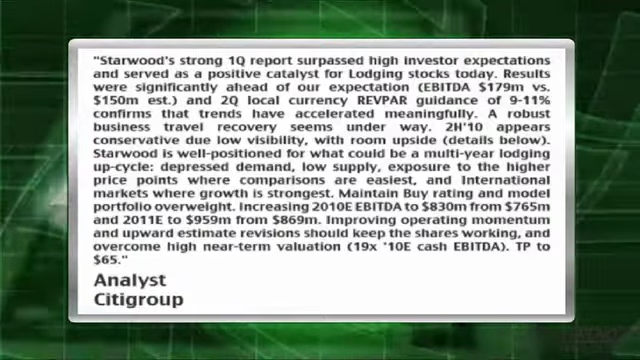 "Starwood's strong 1Q report surpassed high investor expectations
and served as a positive catalyst for Lodging stocks today. Results
were significantly ahead of our expectation (EBITDA $179m vs.
$150m est.) and 2Q local currency REVPAR guidance of 9-11%
confirms that trends have accelerated meaningfully. A robust
business travel recovery seems under way. 2H'10 appears
conservative due low visibility, with room upside (details below).
Starwood is well-positioned for what could be a multi-year lodging
up-cycle: depressed demand, low supply, exposure to the higher
price points where comparisons are easiest, and International
markets where growth is strongest. Maintain Buy rating and model
portfolio overweight. Increasing 2010E EBITDA to $830m from $765m
and 2011E to $959m from $869m. Improving operating momentum
and upward estimate revisions should keep the shares working, and
overcome high near-term valuation (19x '10E cash EBITDA). TP to
$65."
Analyst
Citigroup